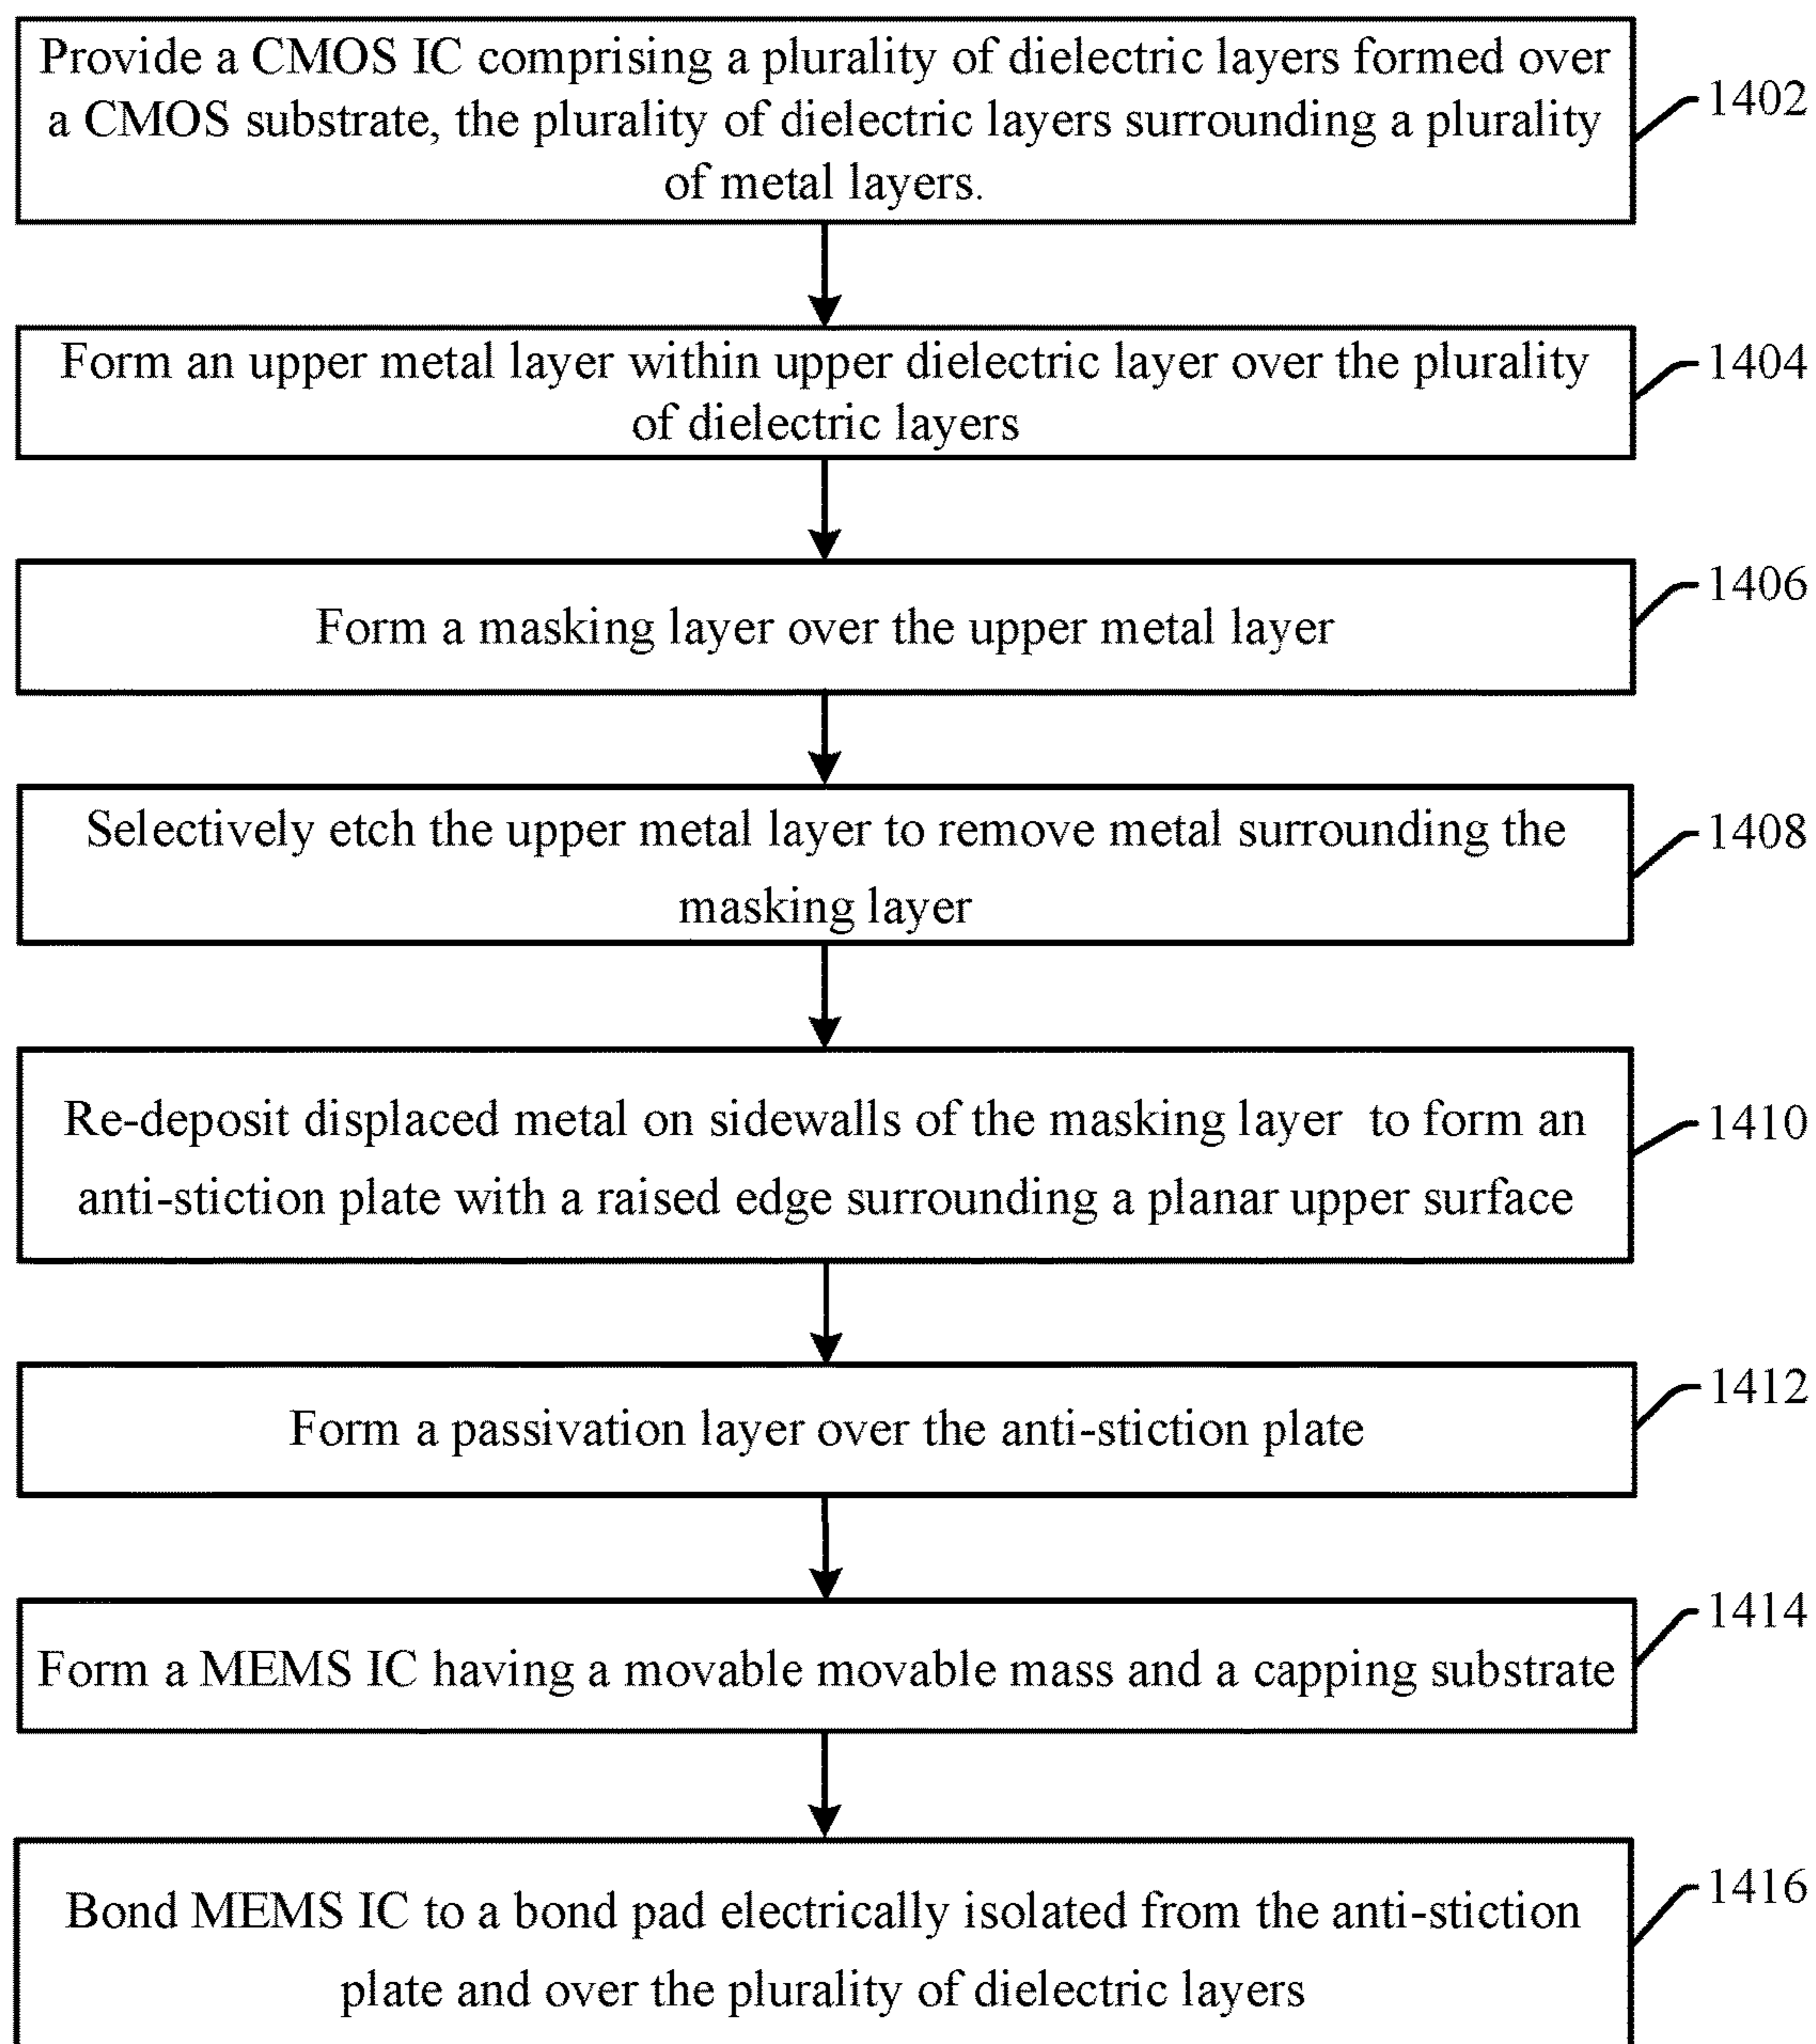 Provide a CMOS IC comprising a plurality of dielectric layers formed over
a CMOS substrate, the plurality of dielectric layers surrounding a plurality
of metal layers.
1402
Form an upper metal layer within upper dielectric layer over the plurality
of dielectric layers
1404
Form a masking layer over the upper metal layer
1406
Selectively etch the upper metal layer to remove metal surrounding the
masking layer
1408
Re-deposit displaced metal on sidewalls of the masking layer to form an
anti-stiction plate with a raised edge surrounding a planar upper surface
1410
Form a passivation layer over the anti-stiction plate
1412
Form a MEMS IC having a movable movable mass and a capping substrate
1414
Bond MEMS IC to a bond pad electrically isolated from the anti-stiction
plate and over the plurality of dielectric layers
1416